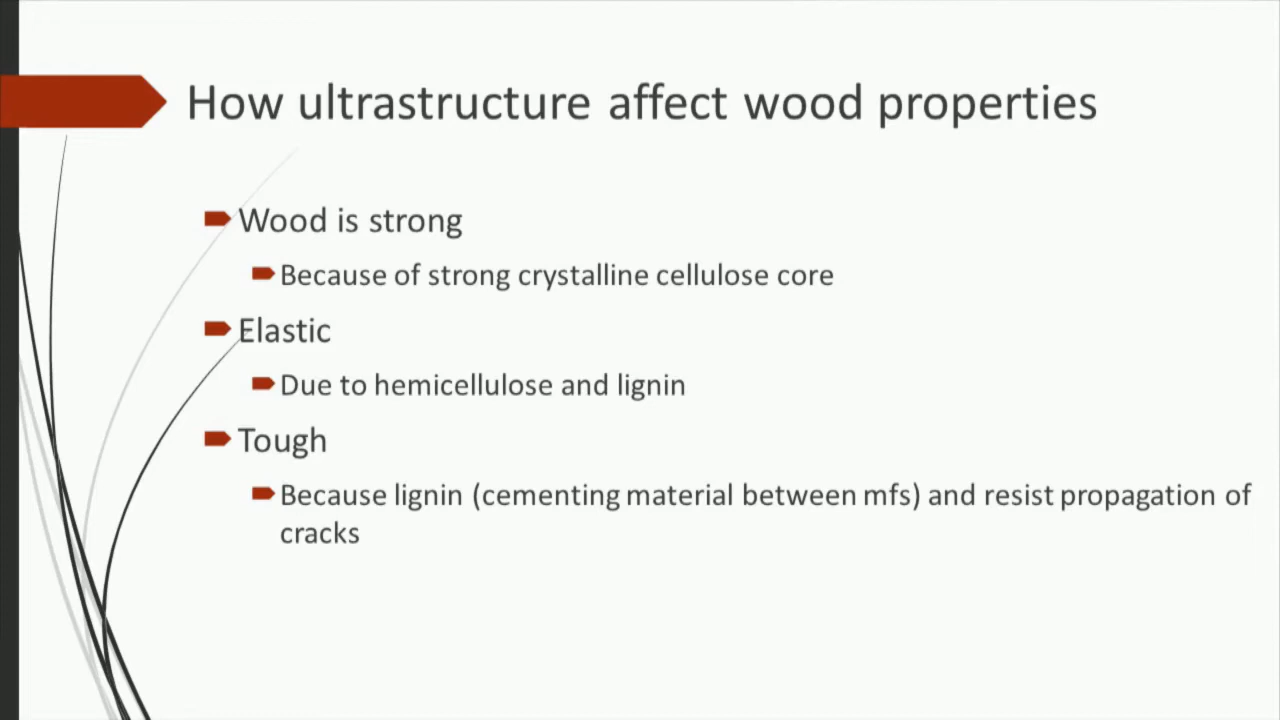 How ultrastructure affect wood properties
Wood is strong
Because of strong crystalline cellulose core
Elastic
Due to hemicellulose and lignin
Tough
Because lignin (cementing material between mfs) and resist propagation of
cracks